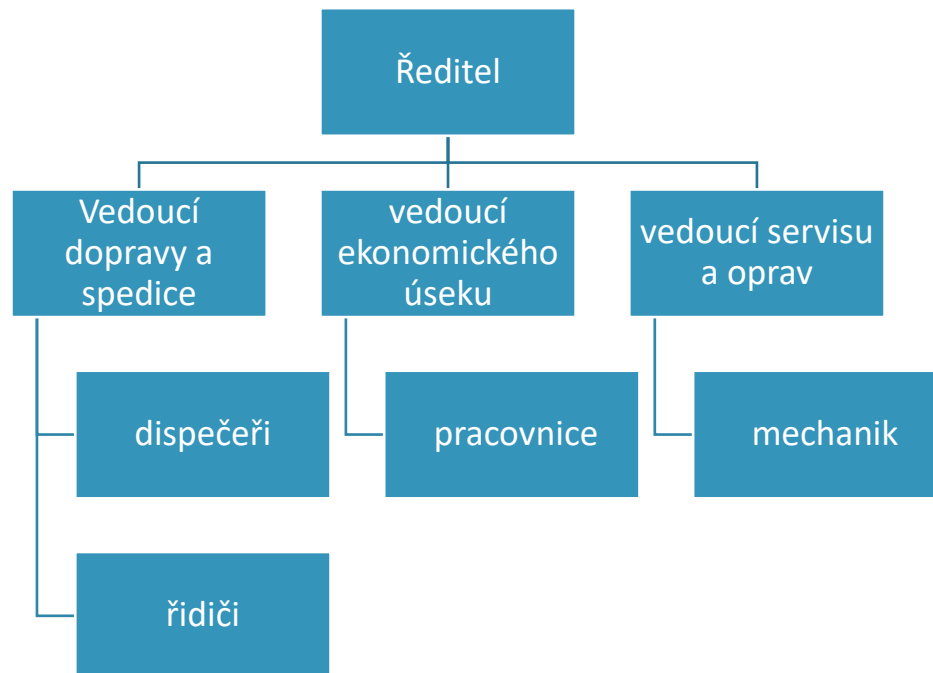 Ředitel
Vedoucí
dopravy a
spedice
vedoucí
ekonomického
úseku
vedoucí servisu
a oprav
dispečeři
pracovnice
mechanik
řidiči